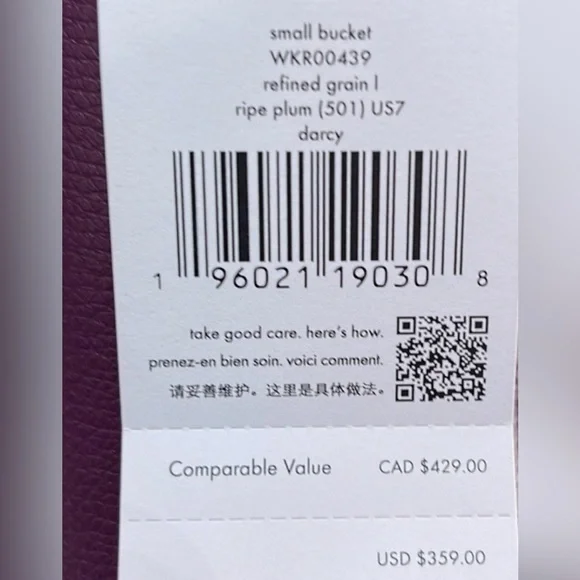 small bucket
WKR00439
refined grain l
ripe plum (501) US7
darcy
1 96021 19030 8
take good care. here's how.
prenez-en bien soin. voici comment.
请妥善维护。这里是具体做法。
Comparable Value CAD $429.00
USD $359.00